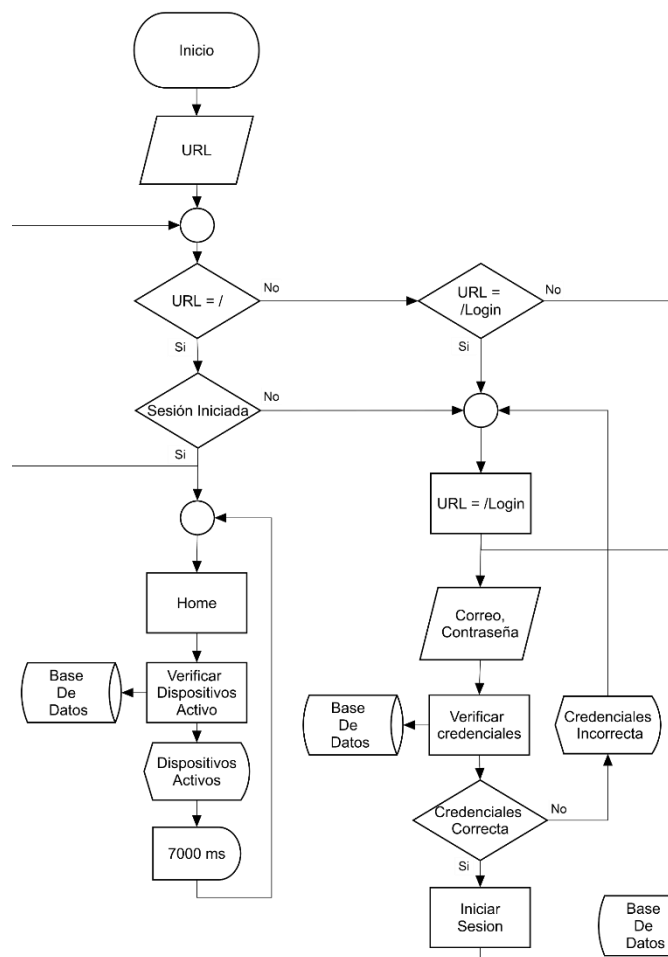 Inicio
URL
URL = /
No
Si
URL =
/Login
No
Si
Sesión Iniciada
No
Si
URL = /Login
Home
Correo,
Contraseña
Base
De
Datos
Verificar
Dispositivos
Activo
Base
De
Datos
Verificar
credenciales
Credenciales
Incorrecta
Dispositivos
Activos
Credenciales
Correcta
No
Si
7000 ms
Iniciar
Sesion
Base
De
Datos